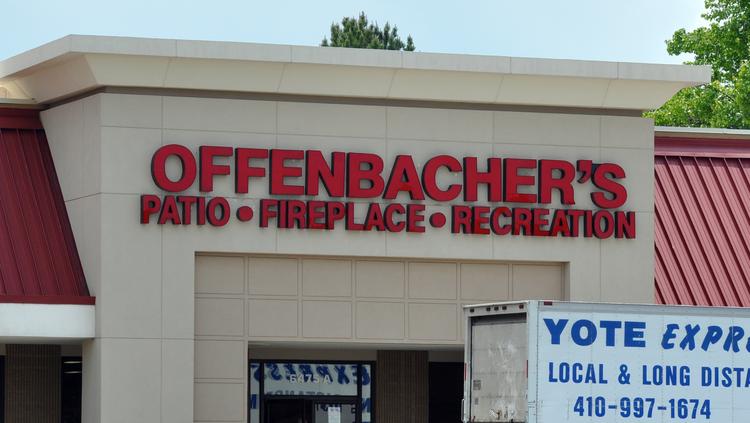 OFFENBACHER'S
PATIO • FIREPLACE • RECREATION
YOTE EXPR
LOCAL & LONG DISTA
410-997-1674